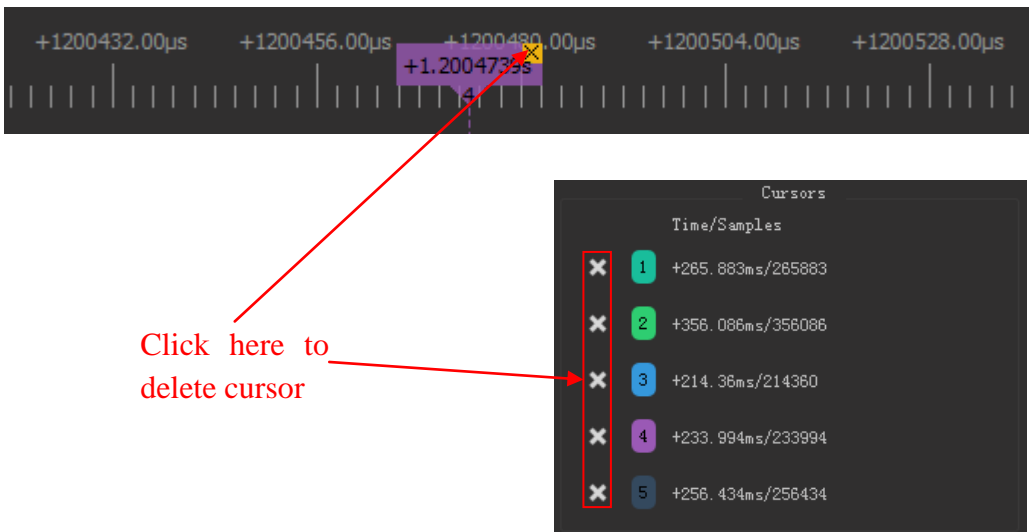 +1200432.00µs +1200456.00µs +1200480.00µs +1200504.00µs +1200528.00µs
+1.2004739s
4
Cursors
Time/Samples
1 +265.883ms/265883
2 +356.086ms/356086
3 +214.36ms/214360
4 +233.994ms/233994
5 +256.434ms/256434
Click here to
delete cursor